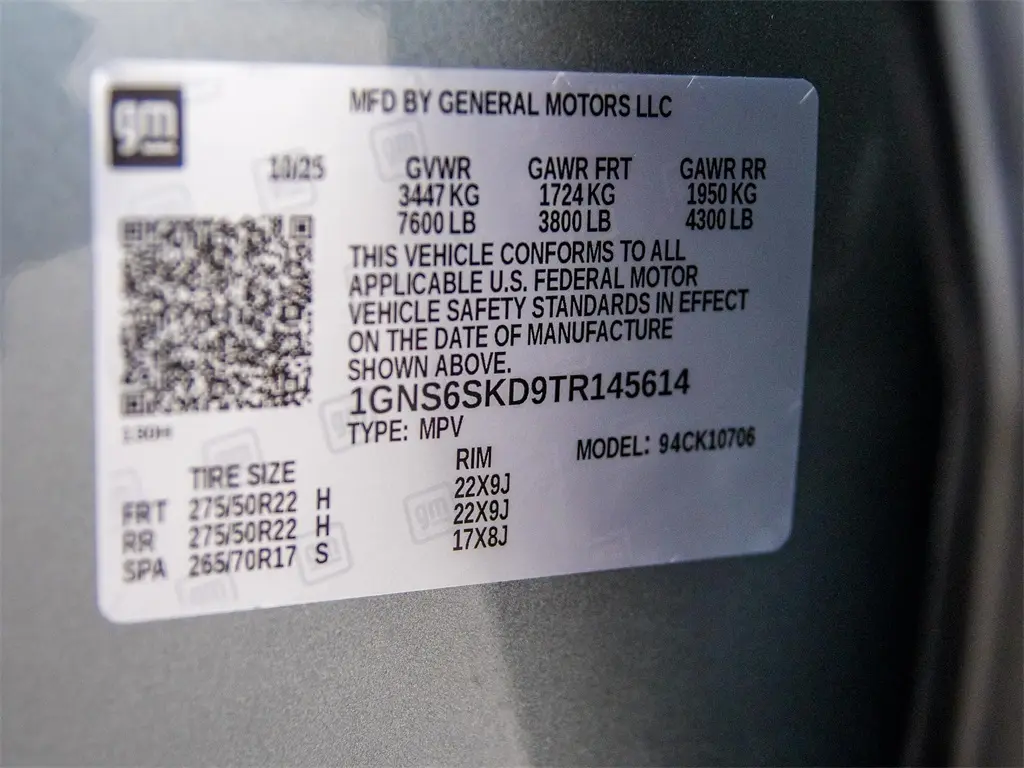 gm
MFD BY GENERAL MOTORS LLC
10/25 GVWR GAWR FRT GAWR RR
3447 KG 1724 KG 1950 KG
7600 LB 3800 LB 4300 LB
THIS VEHICLE CONFORMS TO ALL
APPLICABLE U.S. FEDERAL MOTOR
VEHICLE SAFETY STANDARDS IN EFFECT
ON THE DATE OF MANUFACTURE
SHOWN ABOVE.
1GNS6SKD9TR145614
TYPE: MPV
MODEL: 94CK10706
TIRE SIZE RIM
FRT 275/50R22 H 22X9J
RR 275/50R22 H 22X9J
SPA 265/70R17 S 17X8J
gm